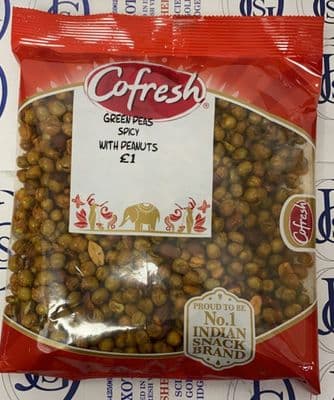 Cofresh®
GREEN PEAS
SPICY
WITH PEANUTS
£1
Cofresh
PROUD TO BE
No.1
INDIAN
SNACK
BRAND